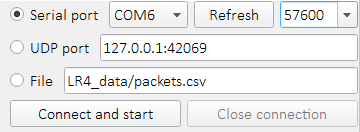 Serial port COM6 Refresh 57600
UDP port 127.0.0.1:42069
File LR4_data/packets.csv
Connect and start Close connection